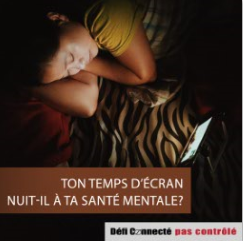 TON TEMPS D'ÉCRAN
NUIT-IL À TA SANTÉ MENTALE?
Défi Connecté pas contrôlé